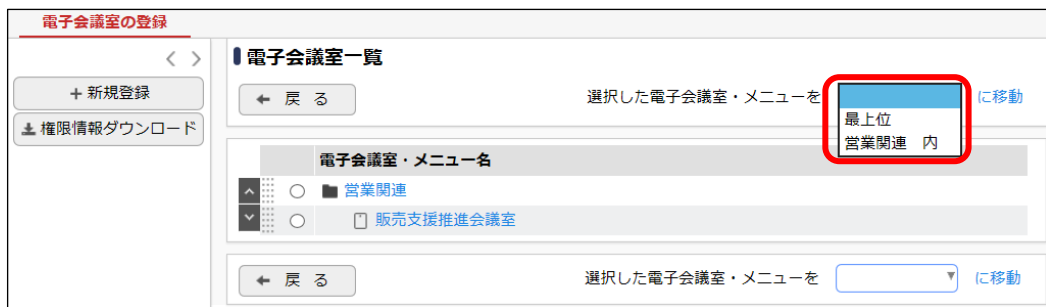 電子会議室の登録
電子会議室一覧
+ 新規登録
権限情報ダウンロード
戻 る
選択した電子会議室・メニューを に移動
最上位
営業関連 内
電子会議室・メニュー名
営業関連
販売支援推進会議室
戻 る
選択した電子会議室・メニューを に移動